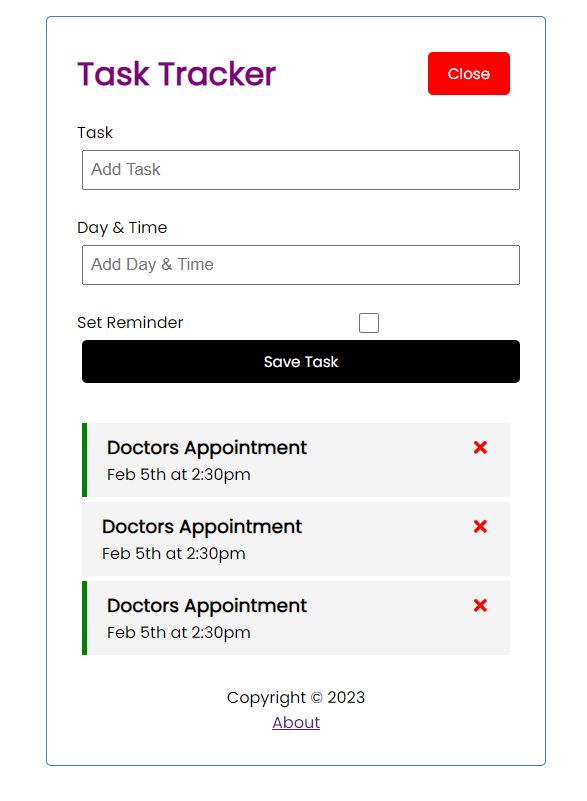 Task Tracker
Close
Task
Add Task
Day & Time
Add Day & Time
Set Reminder
Save Task
Doctors Appointment
Feb 5th at 2:30pm
Doctors Appointment
Feb 5th at 2:30pm
Doctors Appointment
Feb 5th at 2:30pm
Copyright © 2023
About